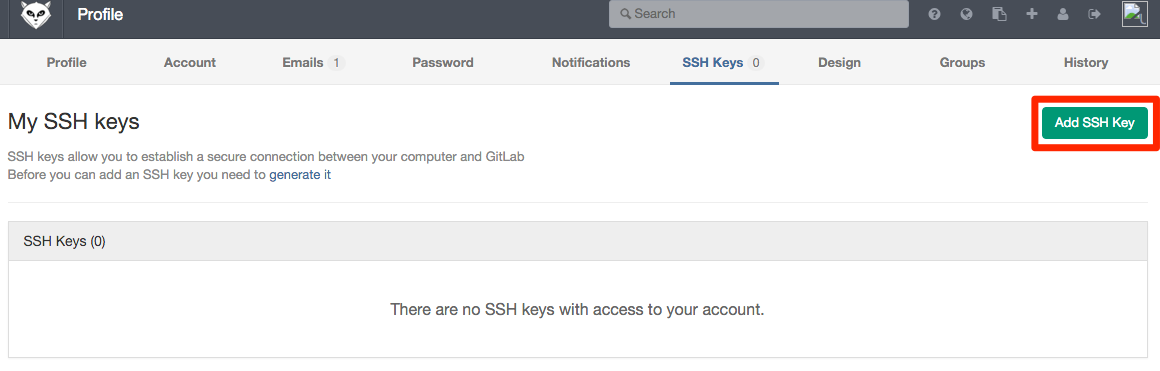 Profile
Search
Profile Account Emails 1 Password Notifications SSH Keys 0 Design Groups History
My SSH keys
Add SSH Key
SSH keys allow you to establish a secure connection between your computer and GitLab
Before you can add an SSH key you need to generate it
SSH Keys (0)
There are no SSH keys with access to your account.